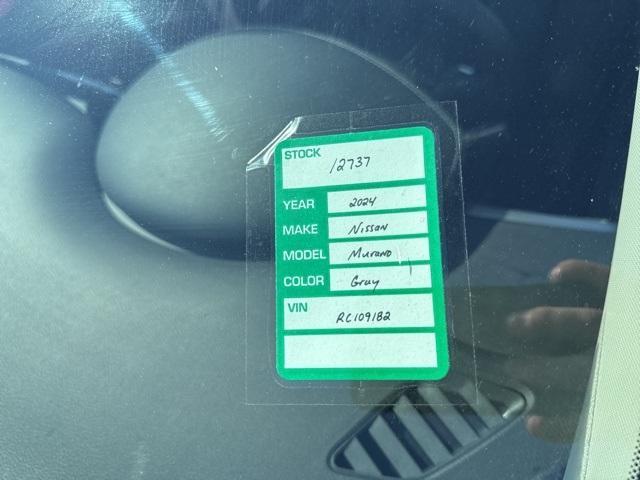 STOCK
12737
YEAR 2024
MAKE Nissan
MODEL Murano
COLOR Gray
VIN
RC109182